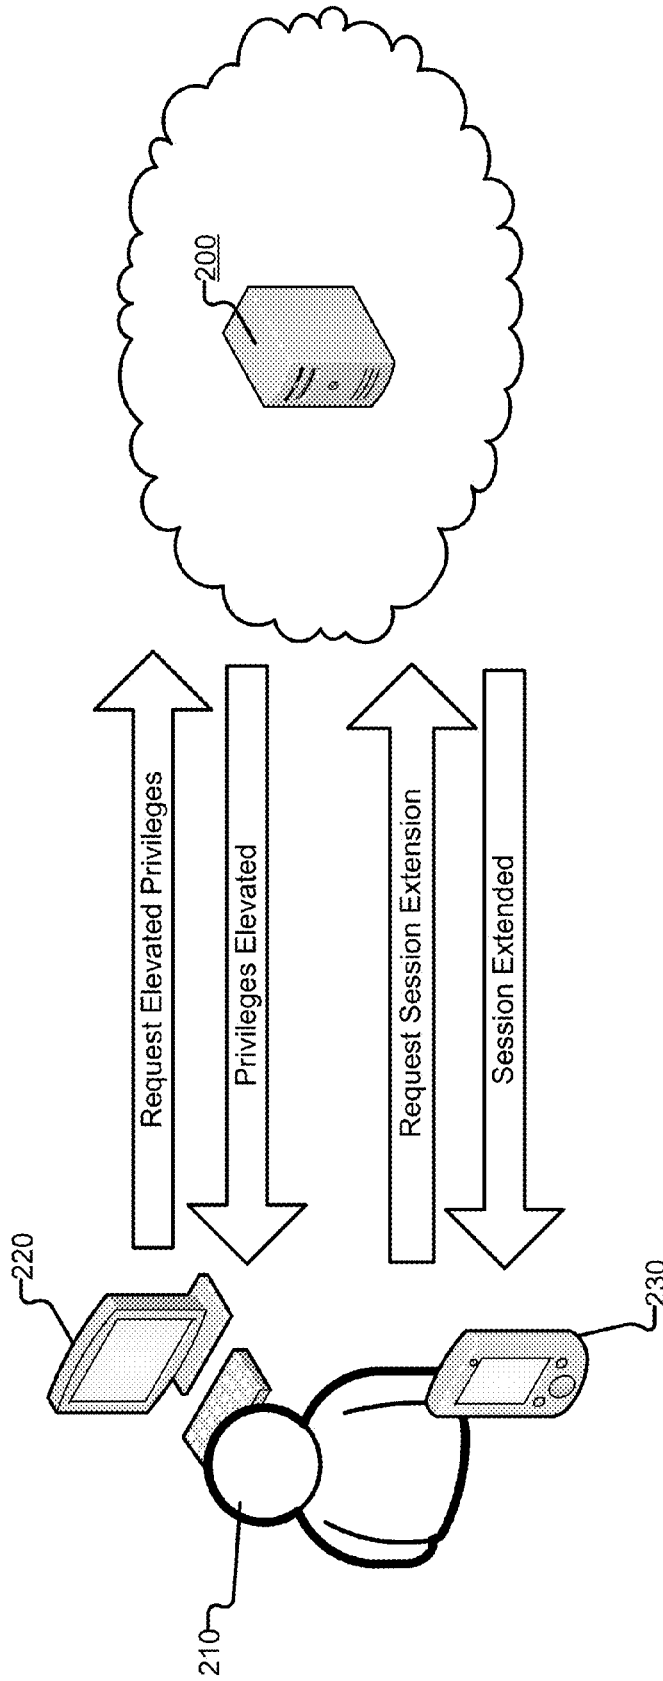 220
210
230
Request Elevated Privileges
Privileges Elevated
Request Session Extension
Session Extended
200